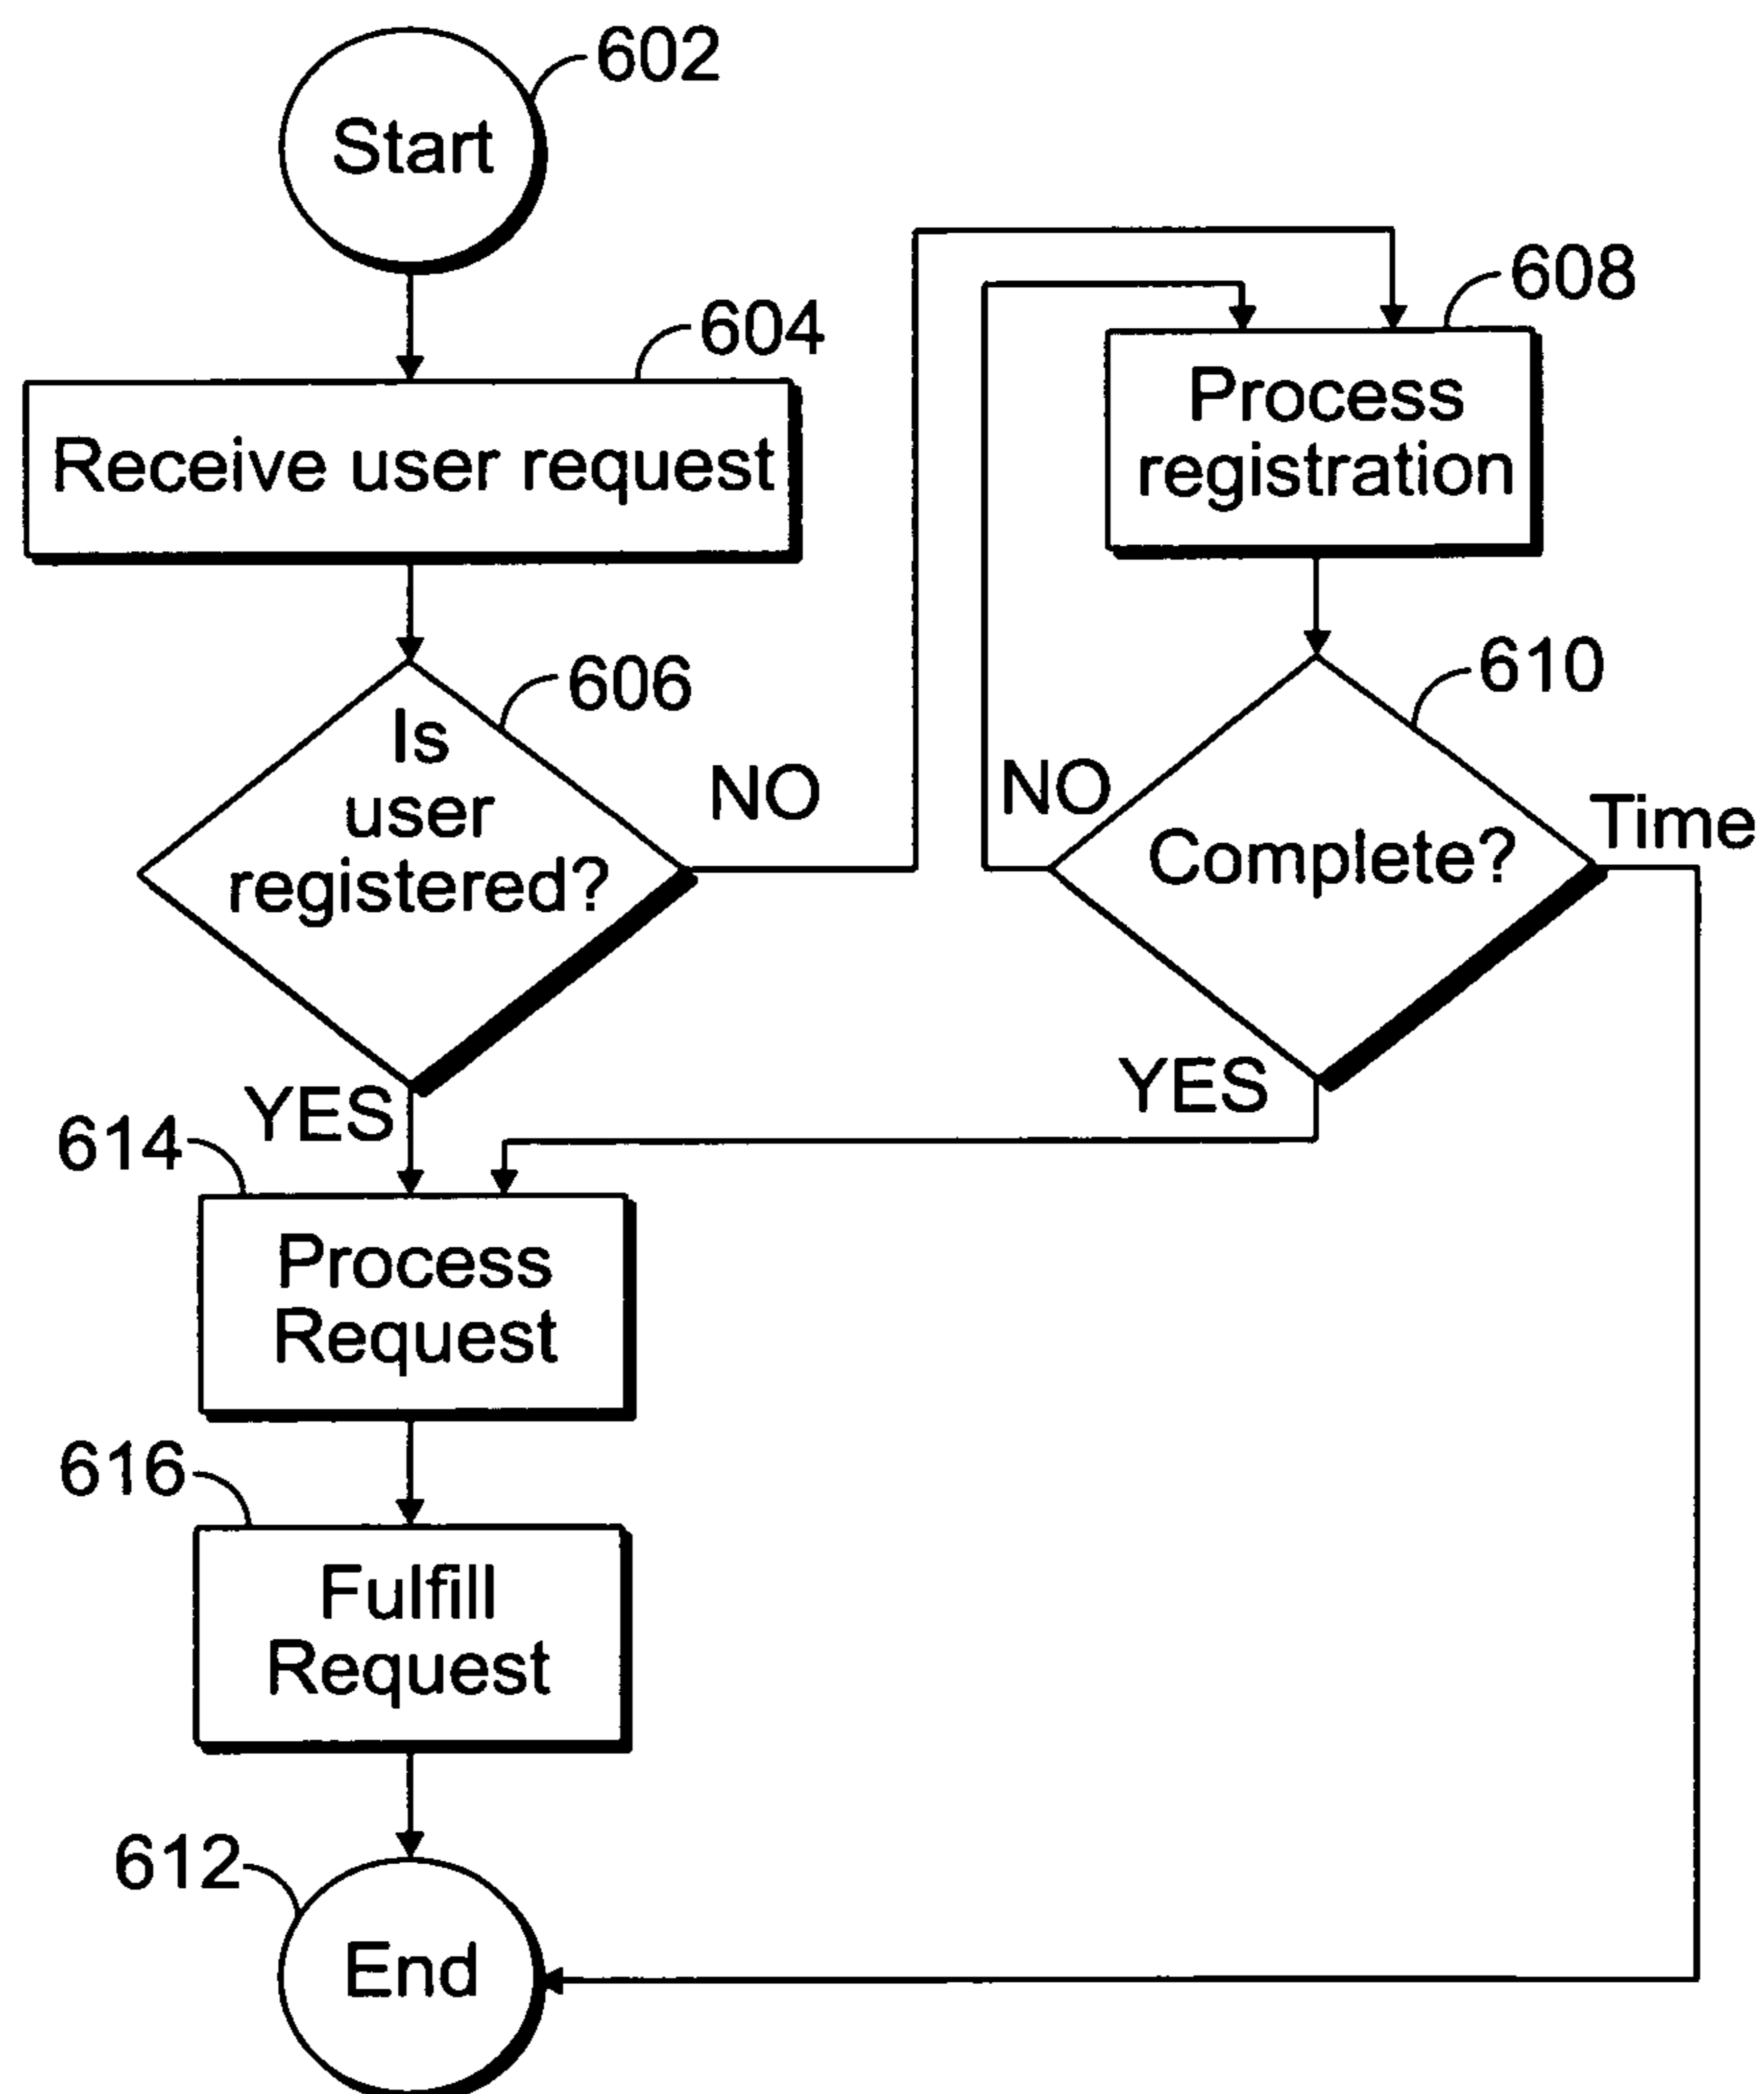 602
Start
604
Receive user request
606
Is
user
registered?
NO
608
Process
registration
610
NO
Complete?
Time
YES
YES
614
Process
Request
616
Fulfill
Request
612
End